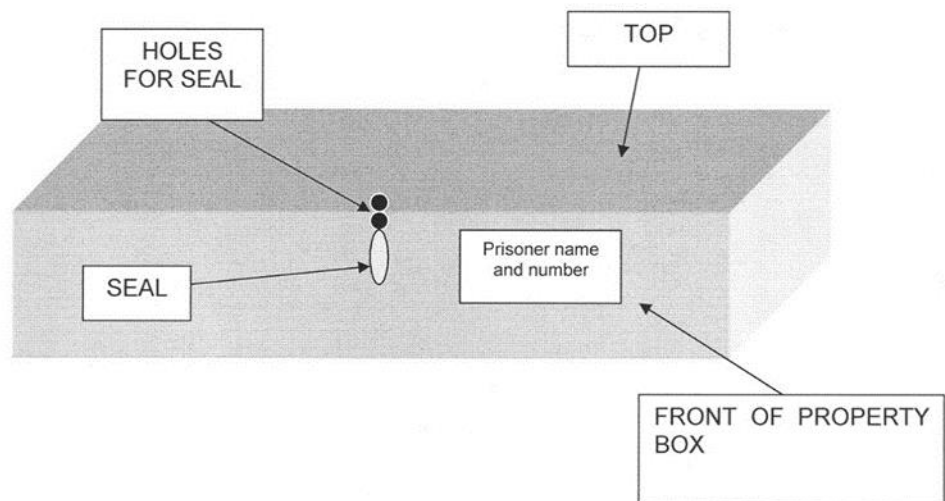 HOLES
FOR SEAL
TOP
Prisoner name
and number
SEAL
FRONT OF PROPERTY
BOX